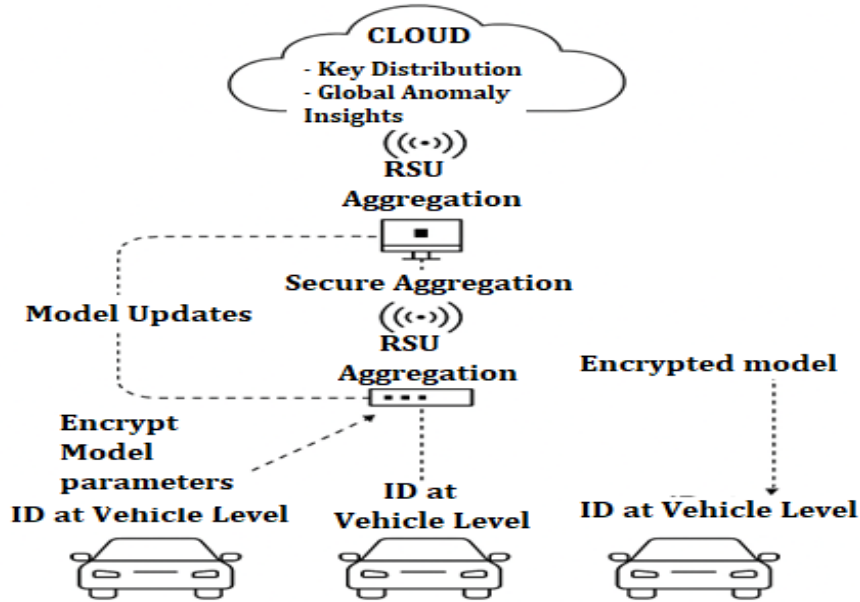 CLOUD
- Key Distribution
- Global Anomaly
Insights
RSU
Aggregation
Secure Aggregation
Model Updates
RSU
Aggregation
Encrypted model
Encrypt
Model
parameters
ID at Vehicle Level
ID at
Vehicle Level
ID at Vehicle Level